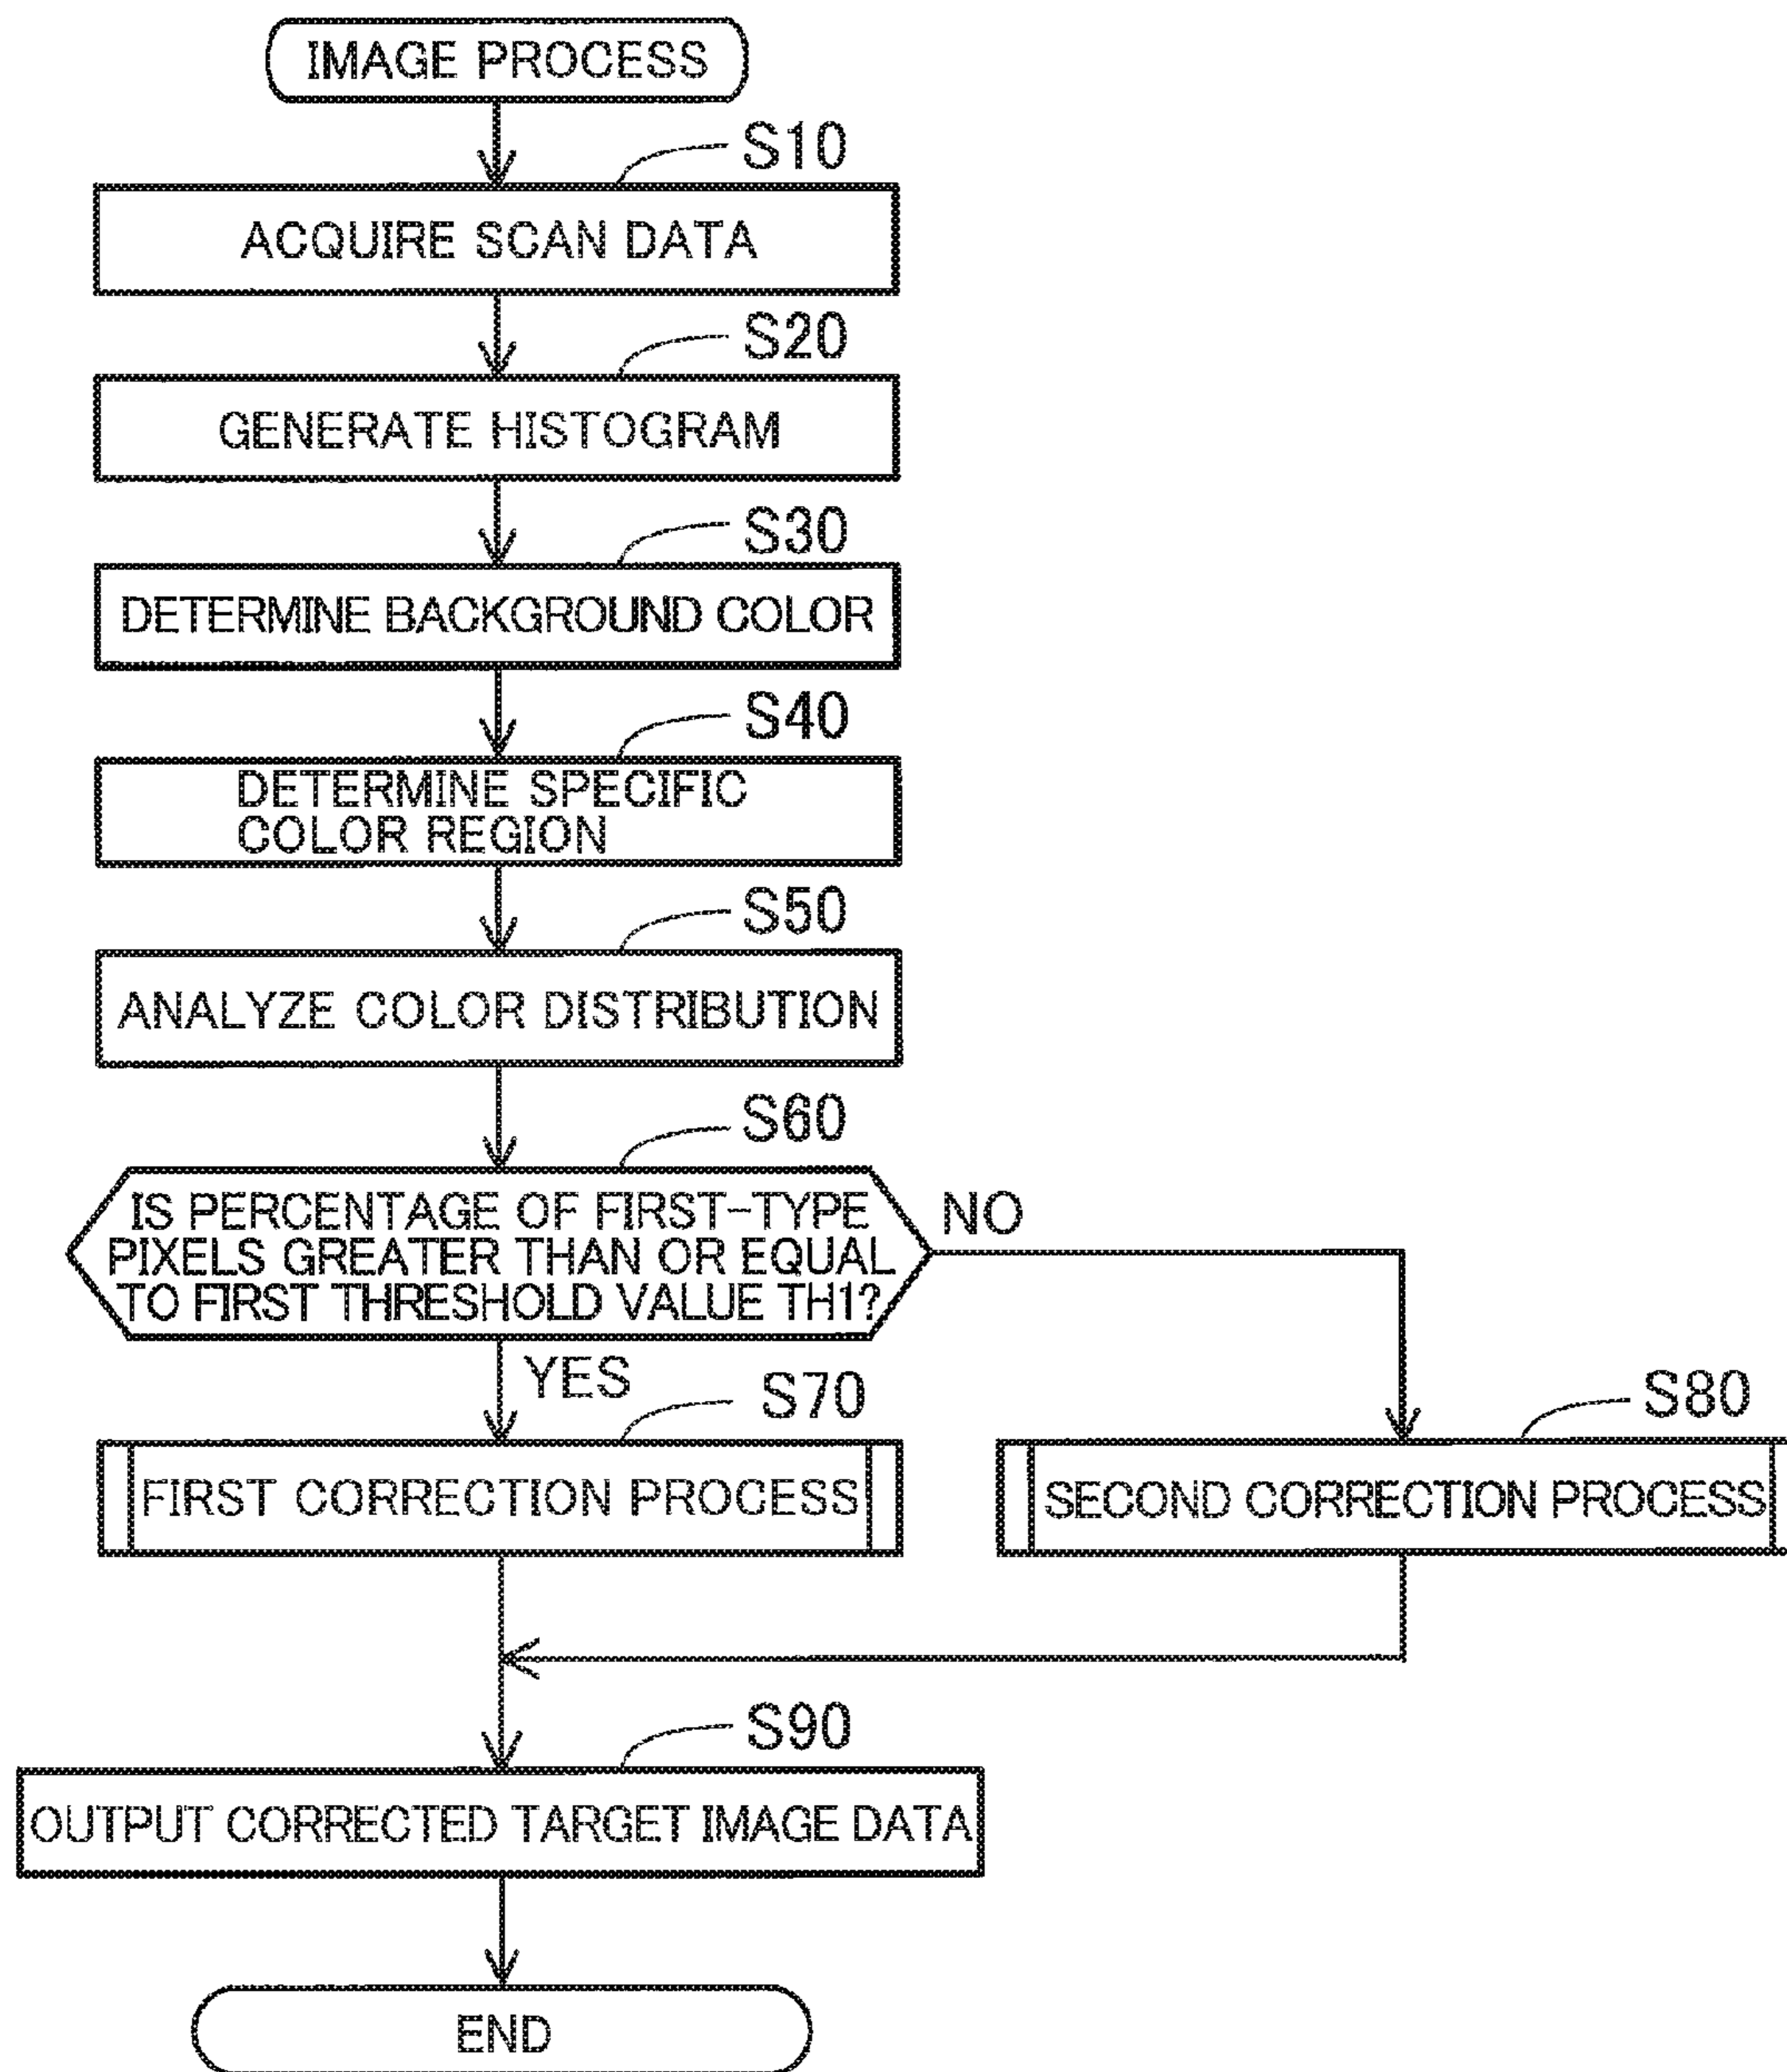 IMAGE PROCESS
S10
ACQUIRE SCAN DATA
S20
GENERATE HISTOGRAM
S30
DETERMINE BACKGROUND COLOR
S40
DETERMINE SPECIFIC
COLOR REGION
S50
ANALYZE COLOR DISTRIBUTION
S60
IS PERCENTAGE OF FIRST-TYPE
PIXELS GREATER THAN OR EQUAL
TO FIRST THRESHOLD VALUE TH1?
NO
YES
S70
FIRST CORRECTION PROCESS
S80
SECOND CORRECTION PROCESS
S90
OUTPUT CORRECTED TARGET IMAGE DATA
END